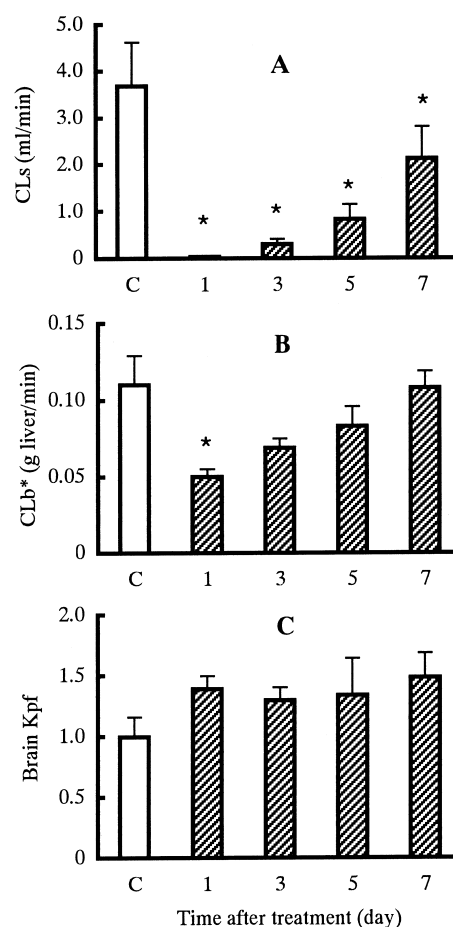 5.0
A
4.0
3.0
2.0
1.0
0
CLs (ml/min)
*
*
*
*
C 1 3 5 7
0.15
B
0.10
0.05
0
CLb* (g liver/min)
*
C 1 3 5 7
2.0
C
1.5
1.0
0.5
0
Brain Kpf
C 1 3 5 7
Time after treatment (day)